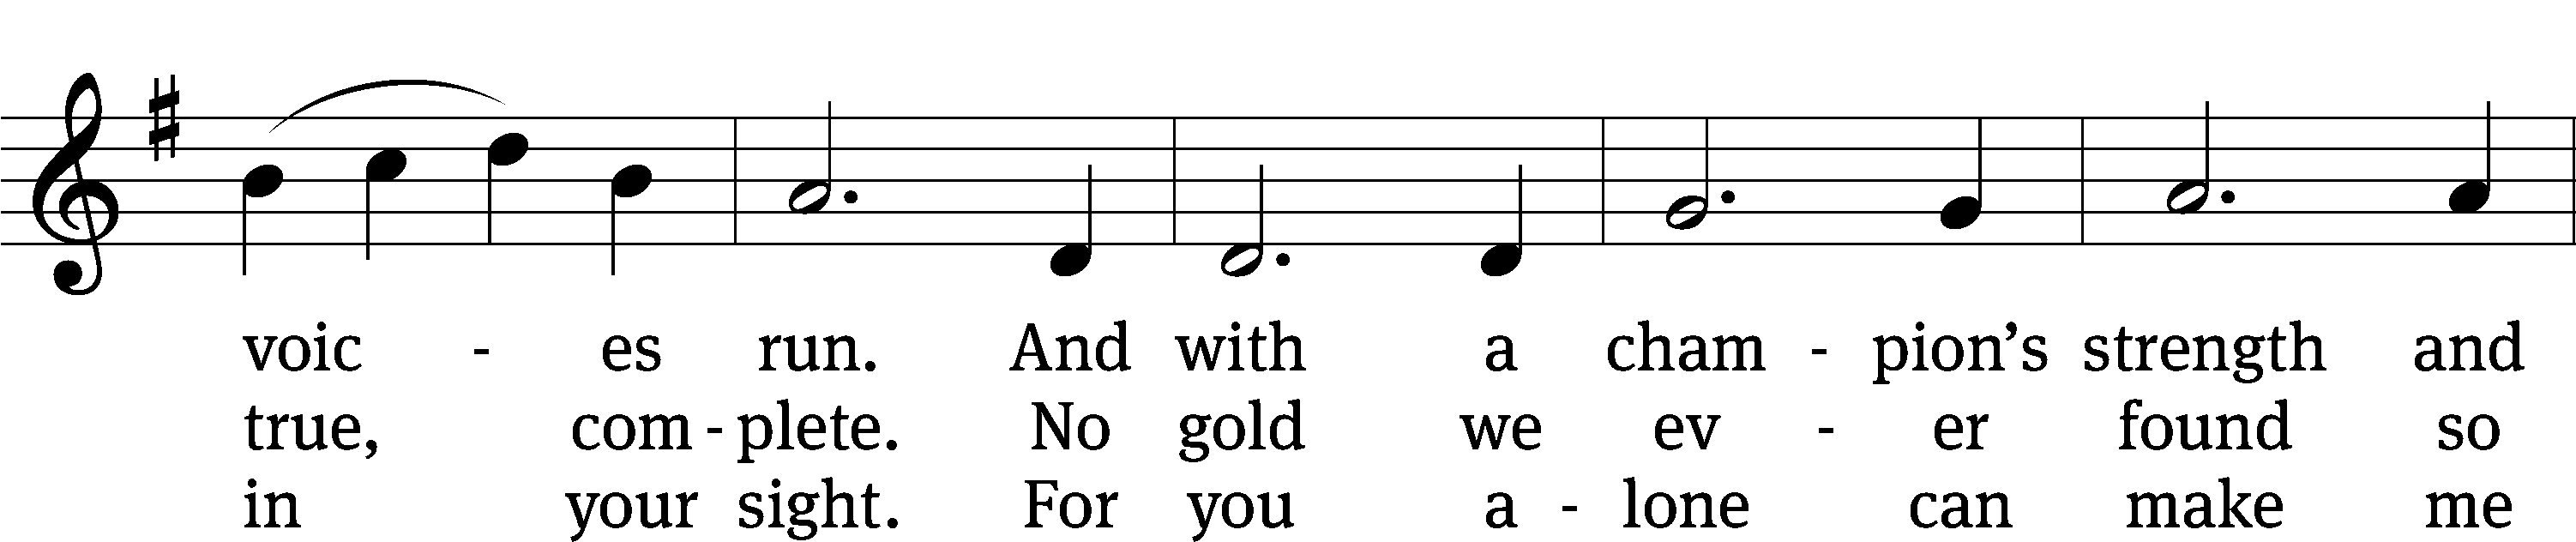 voic - es run. And with a cham - pion’s strength and
true, com - plete. No gold we ev - er found so
in your sight. For you a - lone can make me